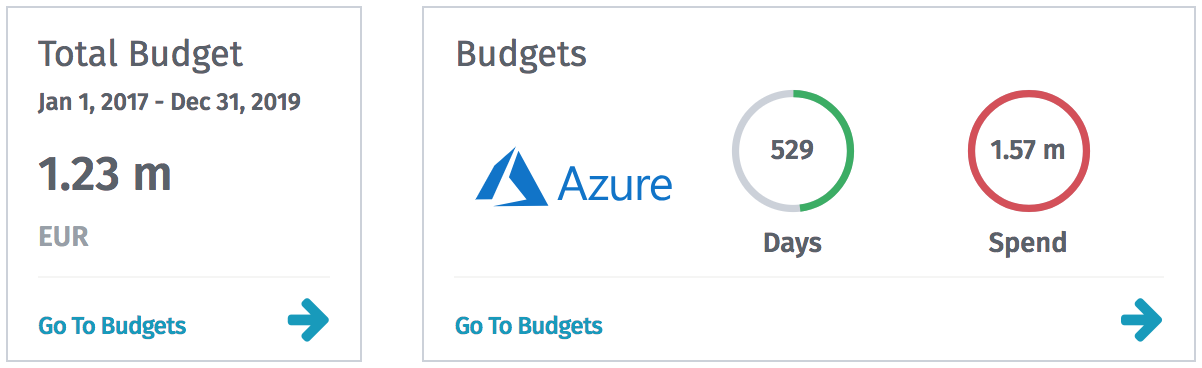 Total Budget
Jan 1, 2017 - Dec 31, 2019
1.23 m
EUR
Go To Budgets
Budgets
Azure
529
Days
1.57 m
Spend
Go To Budgets